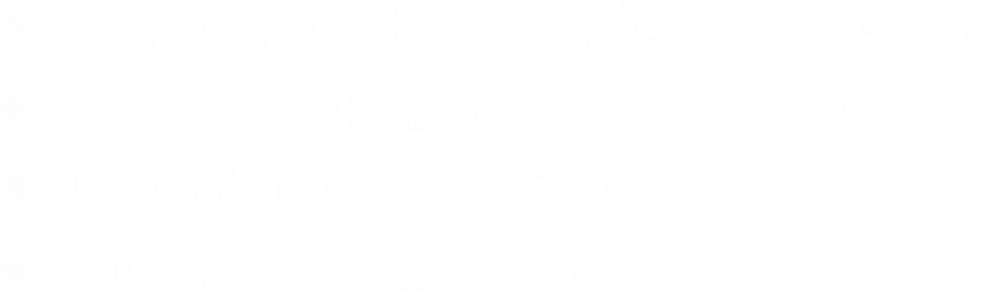 元本が保証されるものと保証されないものがある
一般的に高収益のものほどリスクが高い
「楽して儲けよう」は、さらない
SNSで簡単にお金を借りない